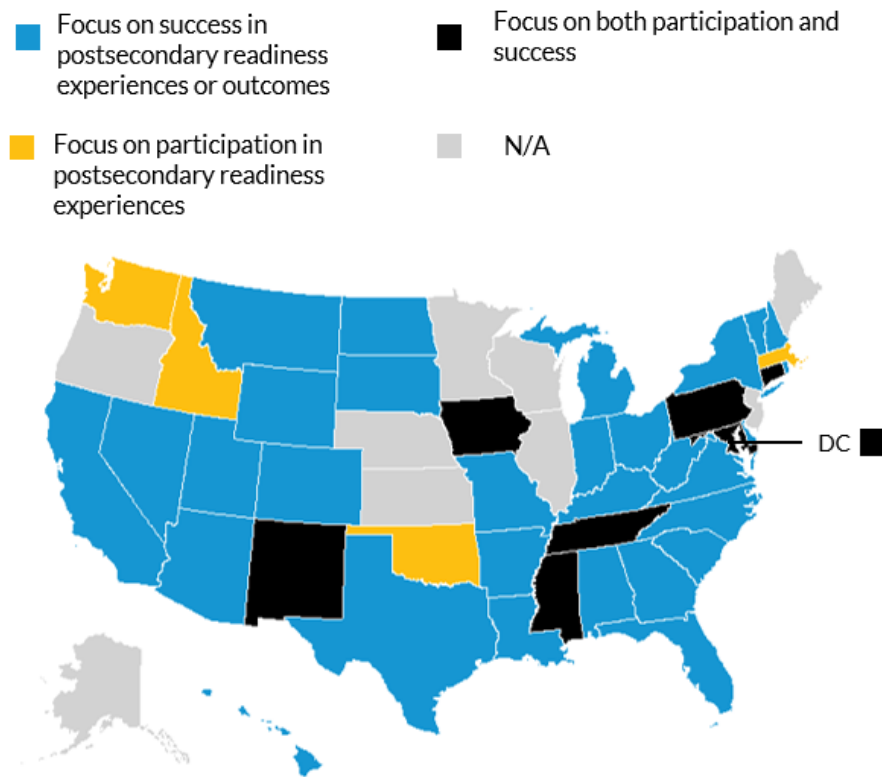 Focus on success in
postsecondary readiness
experiences or outcomes
Focus on both participation and
success
Focus on participation in
postsecondary readiness
experiences
N/A
DC